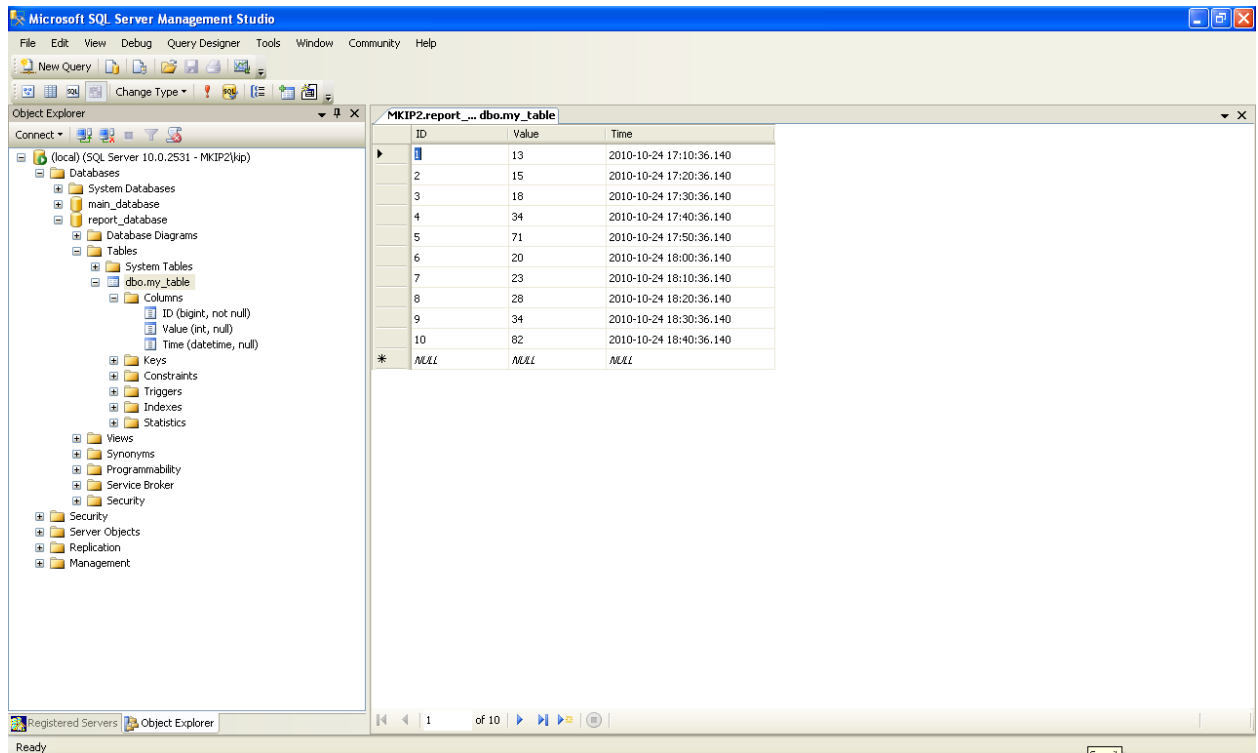 Microsoft SQL Server Management Studio
File Edit View Debug Query Designer Tools Window Community Help
New Query
Change Type
Object Explorer
Connect
(local) (SQL Server 10.0.2531 - MKIP2\kip)
Databases
System Databases
main_database
report_database
Database Diagrams
Tables
System Tables
dbo.my_table
Columns
ID (bigint, not null)
Value (int, null)
Time (datetime, null)
Keys
Constraints
Triggers
Indexes
Statistics
Views
Synonyms
Programmability
Service Broker
Security
Security
Server Objects
Replication
Management
Registered Servers Object Explorer
MKIP2.report_... dbo.my_table
ID Value Time
1 13 2010-10-24 17:10:36.140
2 15 2010-10-24 17:20:36.140
3 18 2010-10-24 17:30:36.140
4 34 2010-10-24 17:40:36.140
5 71 2010-10-24 17:50:36.140
6 20 2010-10-24 18:00:36.140
7 23 2010-10-24 18:10:36.140
8 28 2010-10-24 18:20:36.140
9 34 2010-10-24 18:30:36.140
10 82 2010-10-24 18:40:36.140
NULL NULL NULL
1 of 10
Ready